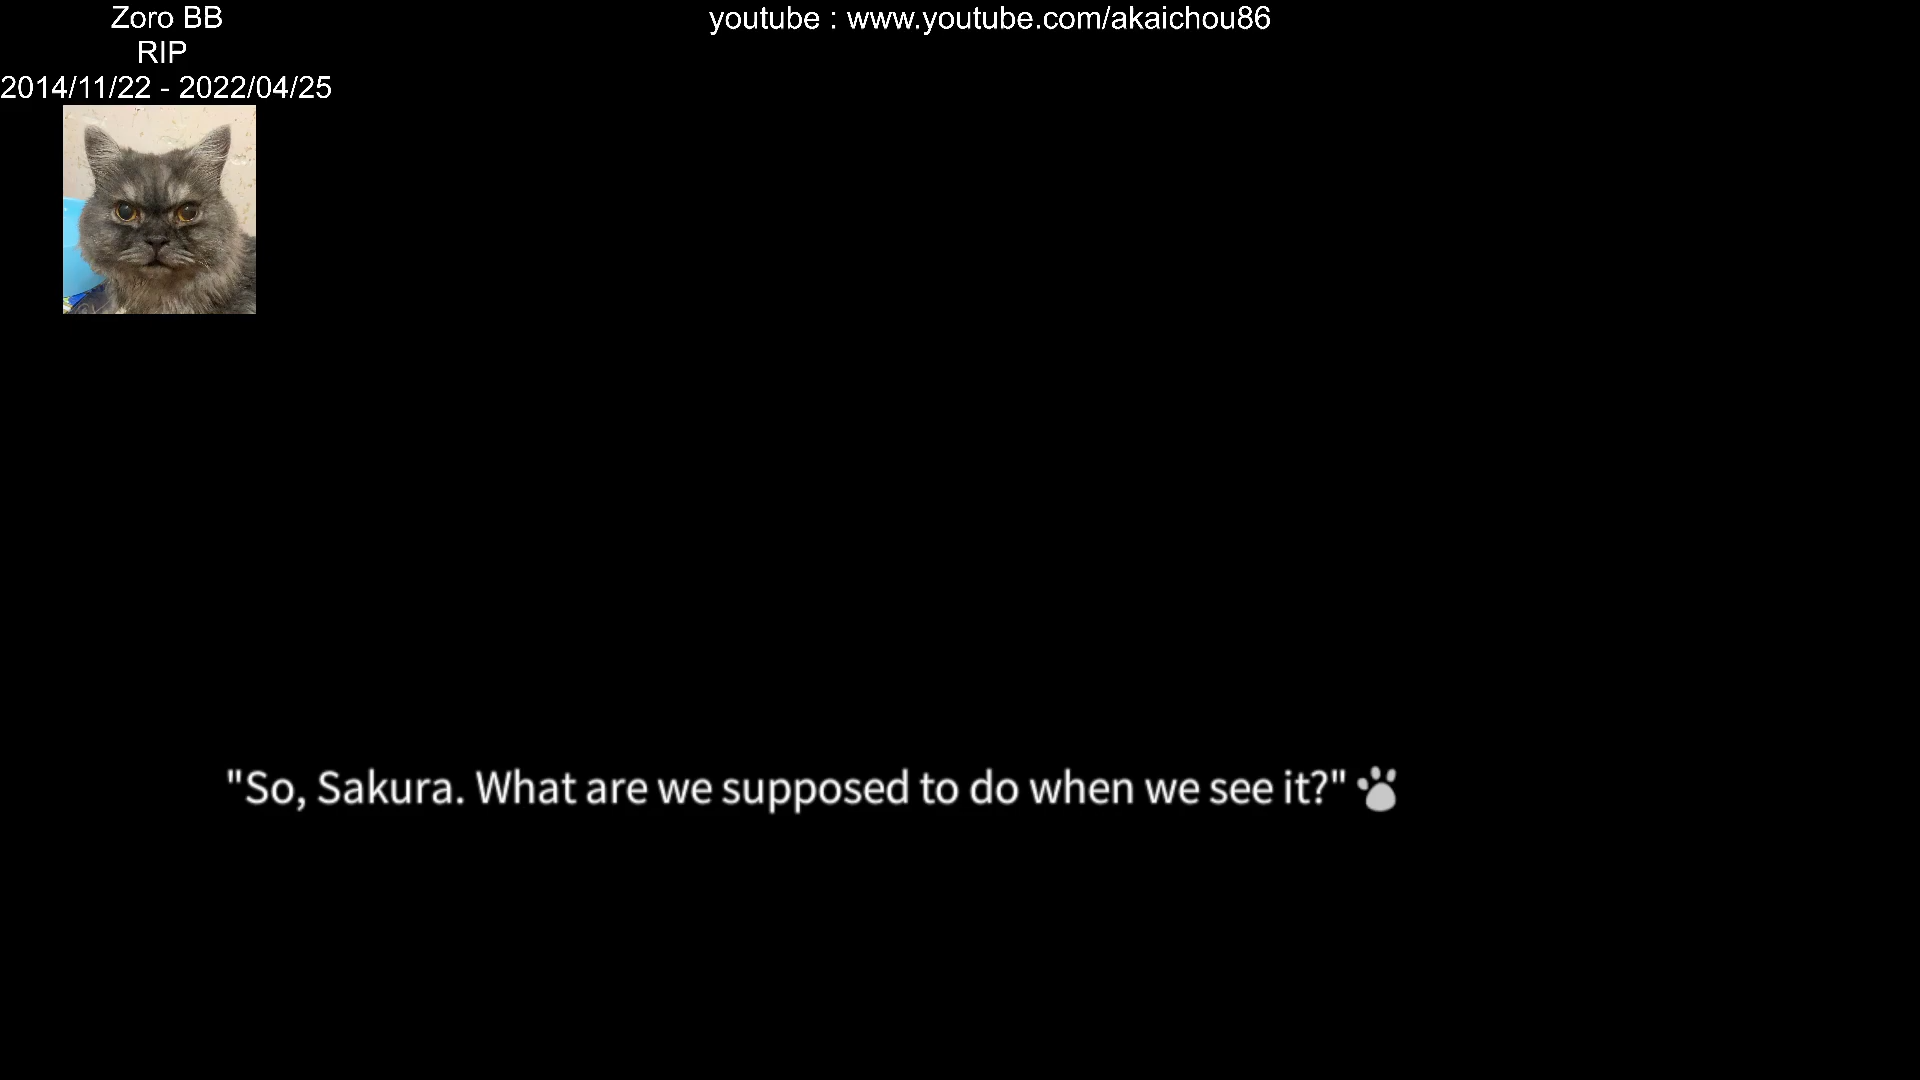 Zoro BB
RIP
2014/11/22 - 2022/04/25
youtube : www.youtube.com/akaichou86
"So, Sakura. What are we supposed to do when we see it?"